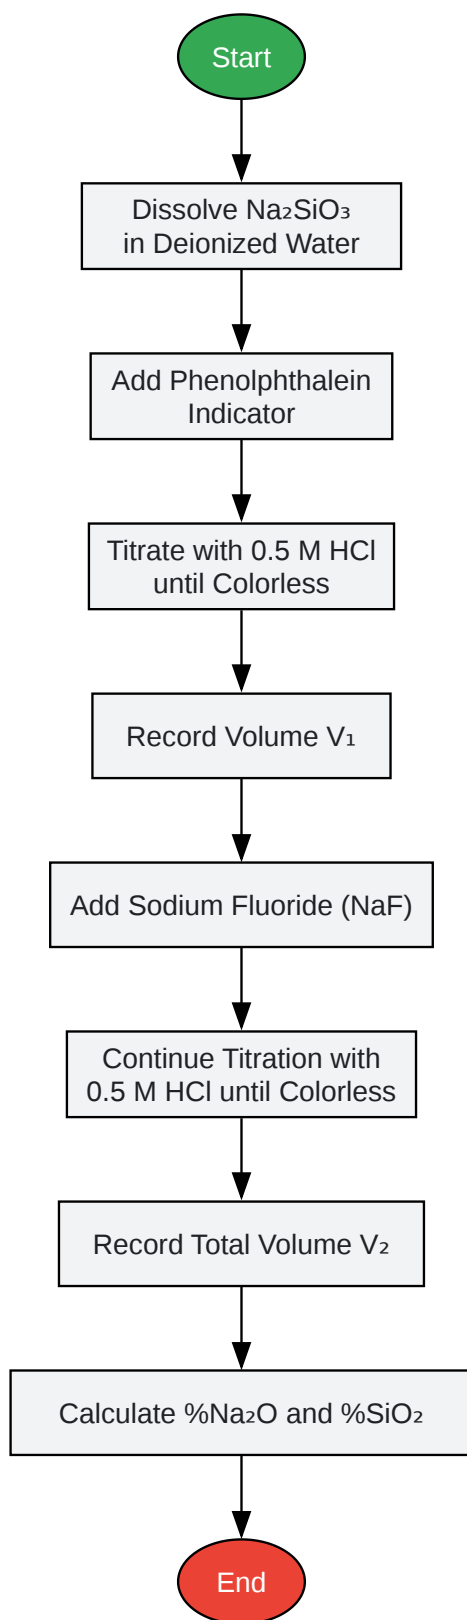 Start
Dissolve Na₂SiO₃
in Deionized Water
Add Phenolphthalein
Indicator
Titrate with 0.5 M HCl
until Colorless
Record Volume V₁
Add Sodium Fluoride (NaF)
Continue Titration with
0.5 M HCl until Colorless
Record Total Volume V₂
Calculate %Na₂O and %SiO₂
End